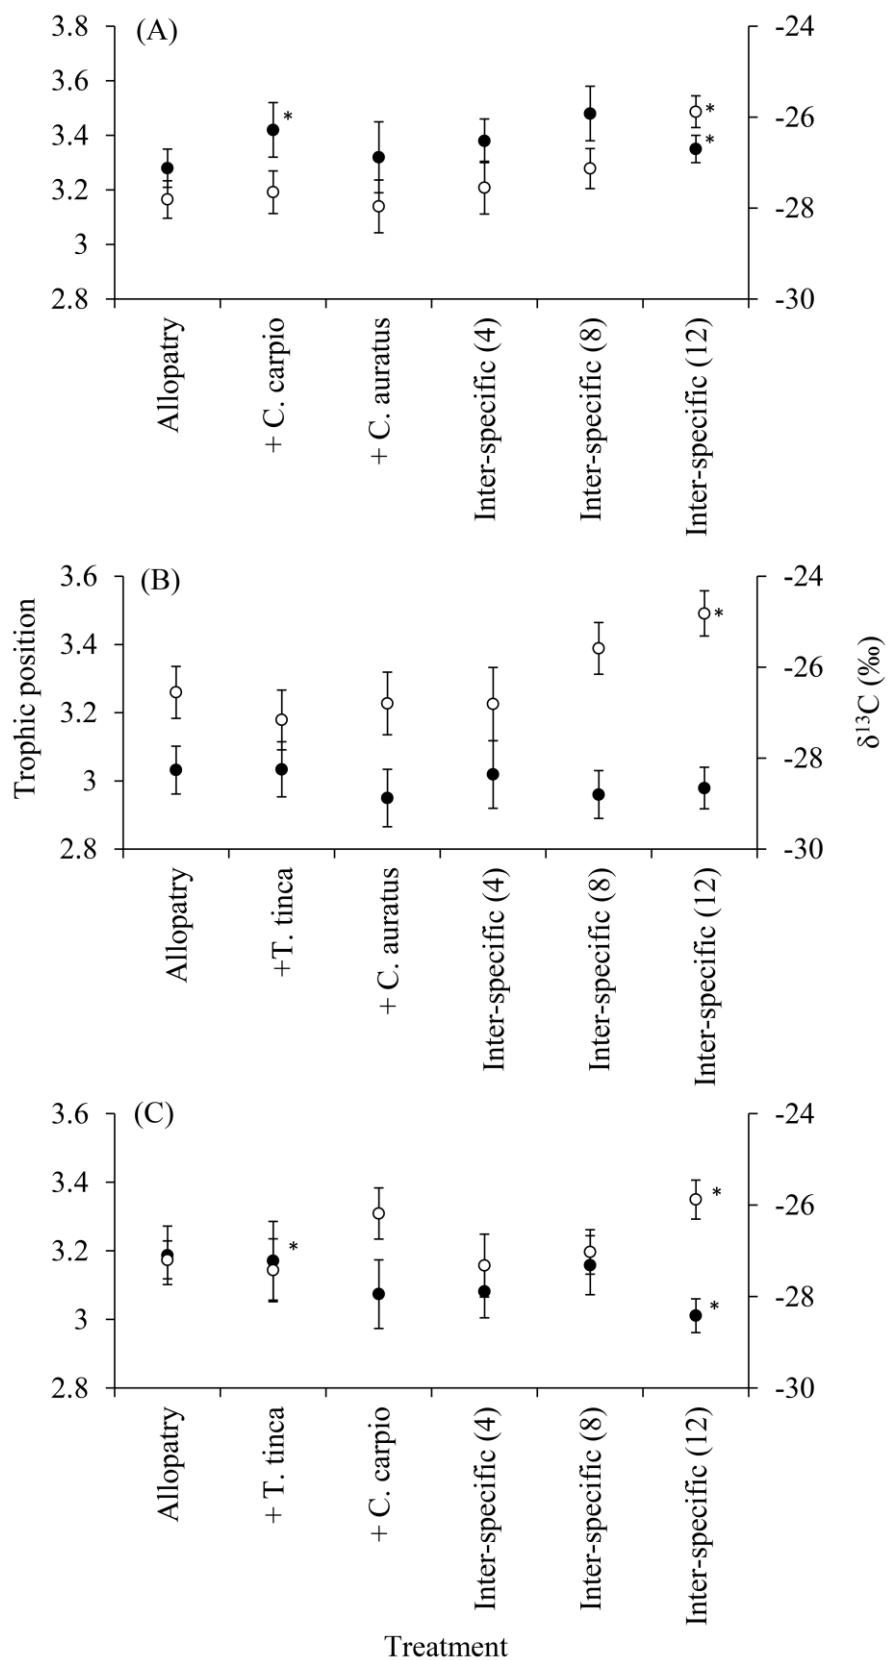 (A)
3.8
3.6
3.4
3.2
3
2.8
-24
-26
-28
-30
*
*
*
Allopatry
+ C. carpio
+ C. auratus
Inter-specific (4)
Inter-specific (8)
Inter-specific (12)
(B)
3.6
3.4
3.2
3
2.8
-24
-26
-28
-30
*
Trophic position
δ¹³C (‰)
Allopatry
+T. tinca
+ C. auratus
Inter-specific (4)
Inter-specific (8)
Inter-specific (12)
(C)
3.6
3.4
3.2
3
2.8
-24
-26
-28
-30
*
*
*
Allopatry
+ T. tinca
+ C. carpio
Inter-specific (4)
Inter-specific (8)
Inter-specific (12)
Treatment